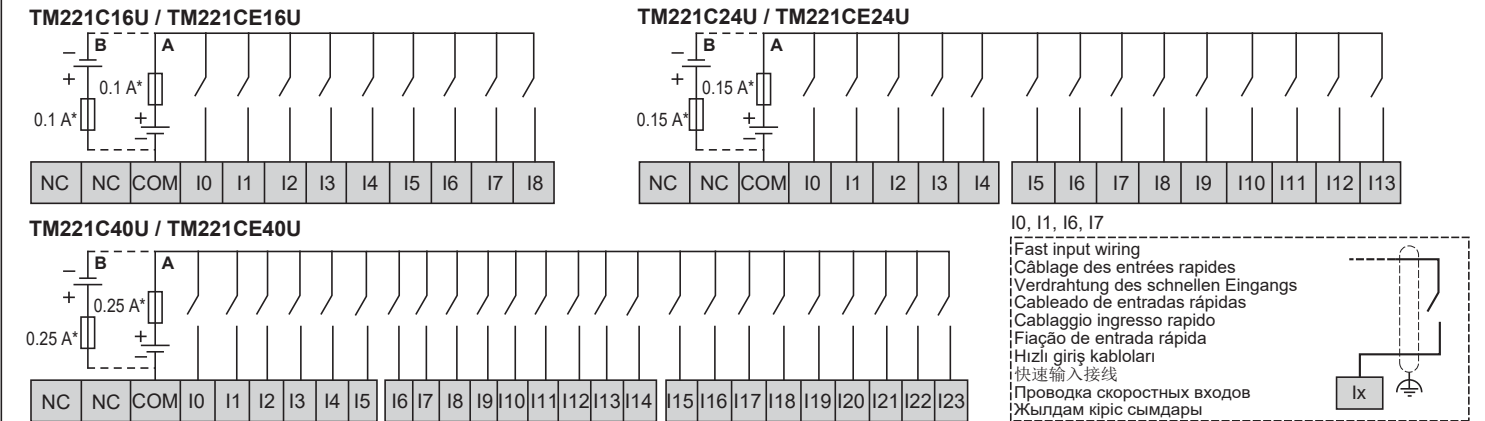 TM221C16U / TM221CE16U
– B A
+ 0.1 A*
0.1 A* +
–
NC NC COM I0 I1 I2 I3 I4 I5 I6 I7 I8
TM221C24U / TM221CE24U
– B A
+ 0.15 A*
0.15 A* +
–
NC NC COM I0 I1 I2 I3 I4 I5 I6 I7 I8 I9 I10 I11 I12 I13
TM221C40U / TM221CE40U
– B A
+ 0.25 A*
0.25 A* +
–
NC NC COM I0 I1 I2 I3 I4 I5 I6 I7 I8 I9 I10 I11 I12 I13 I14 I15 I16 I17 I18 I19 I20 I21 I22 I23
I0, I1, I6, I7
Fast input wiring
Câblage des entrées rapides
Verdrahtung des schnellen Eingangs
Cableado de entradas rápidas
Cablaggio ingresso rapido
Fiação de entrada rápida
Hızlı giriş kabloları
快速输入接线
Проводка скоростных входов
Жылдам кіріс сымдары
Ix